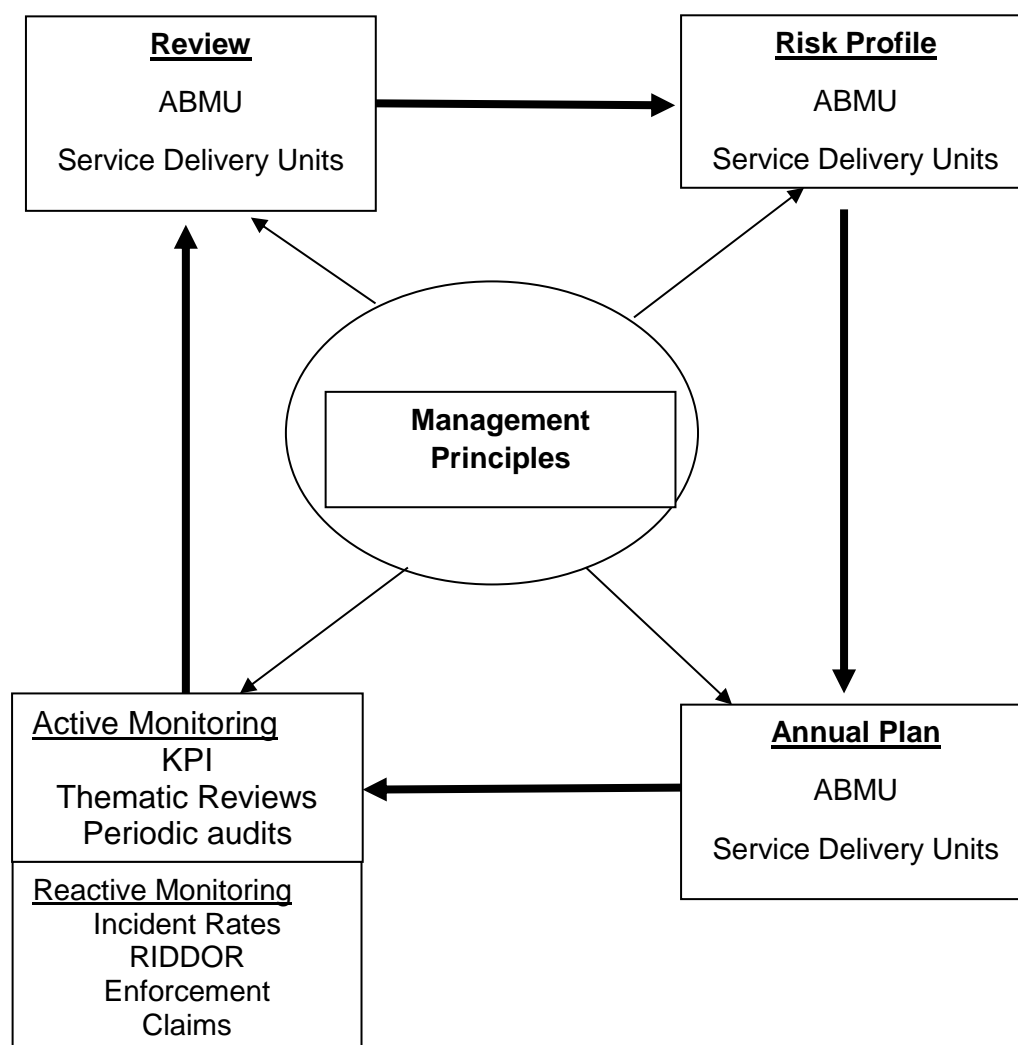 Review
ABMU
Service Delivery Units
Risk Profile
ABMU
Service Delivery Units
Management
Principles
Active Monitoring
KPI
Thematic Reviews
Periodic audits
Reactive Monitoring
Incident Rates
RIDDOR
Enforcement
Claims
Annual Plan
ABMU
Service Delivery Units